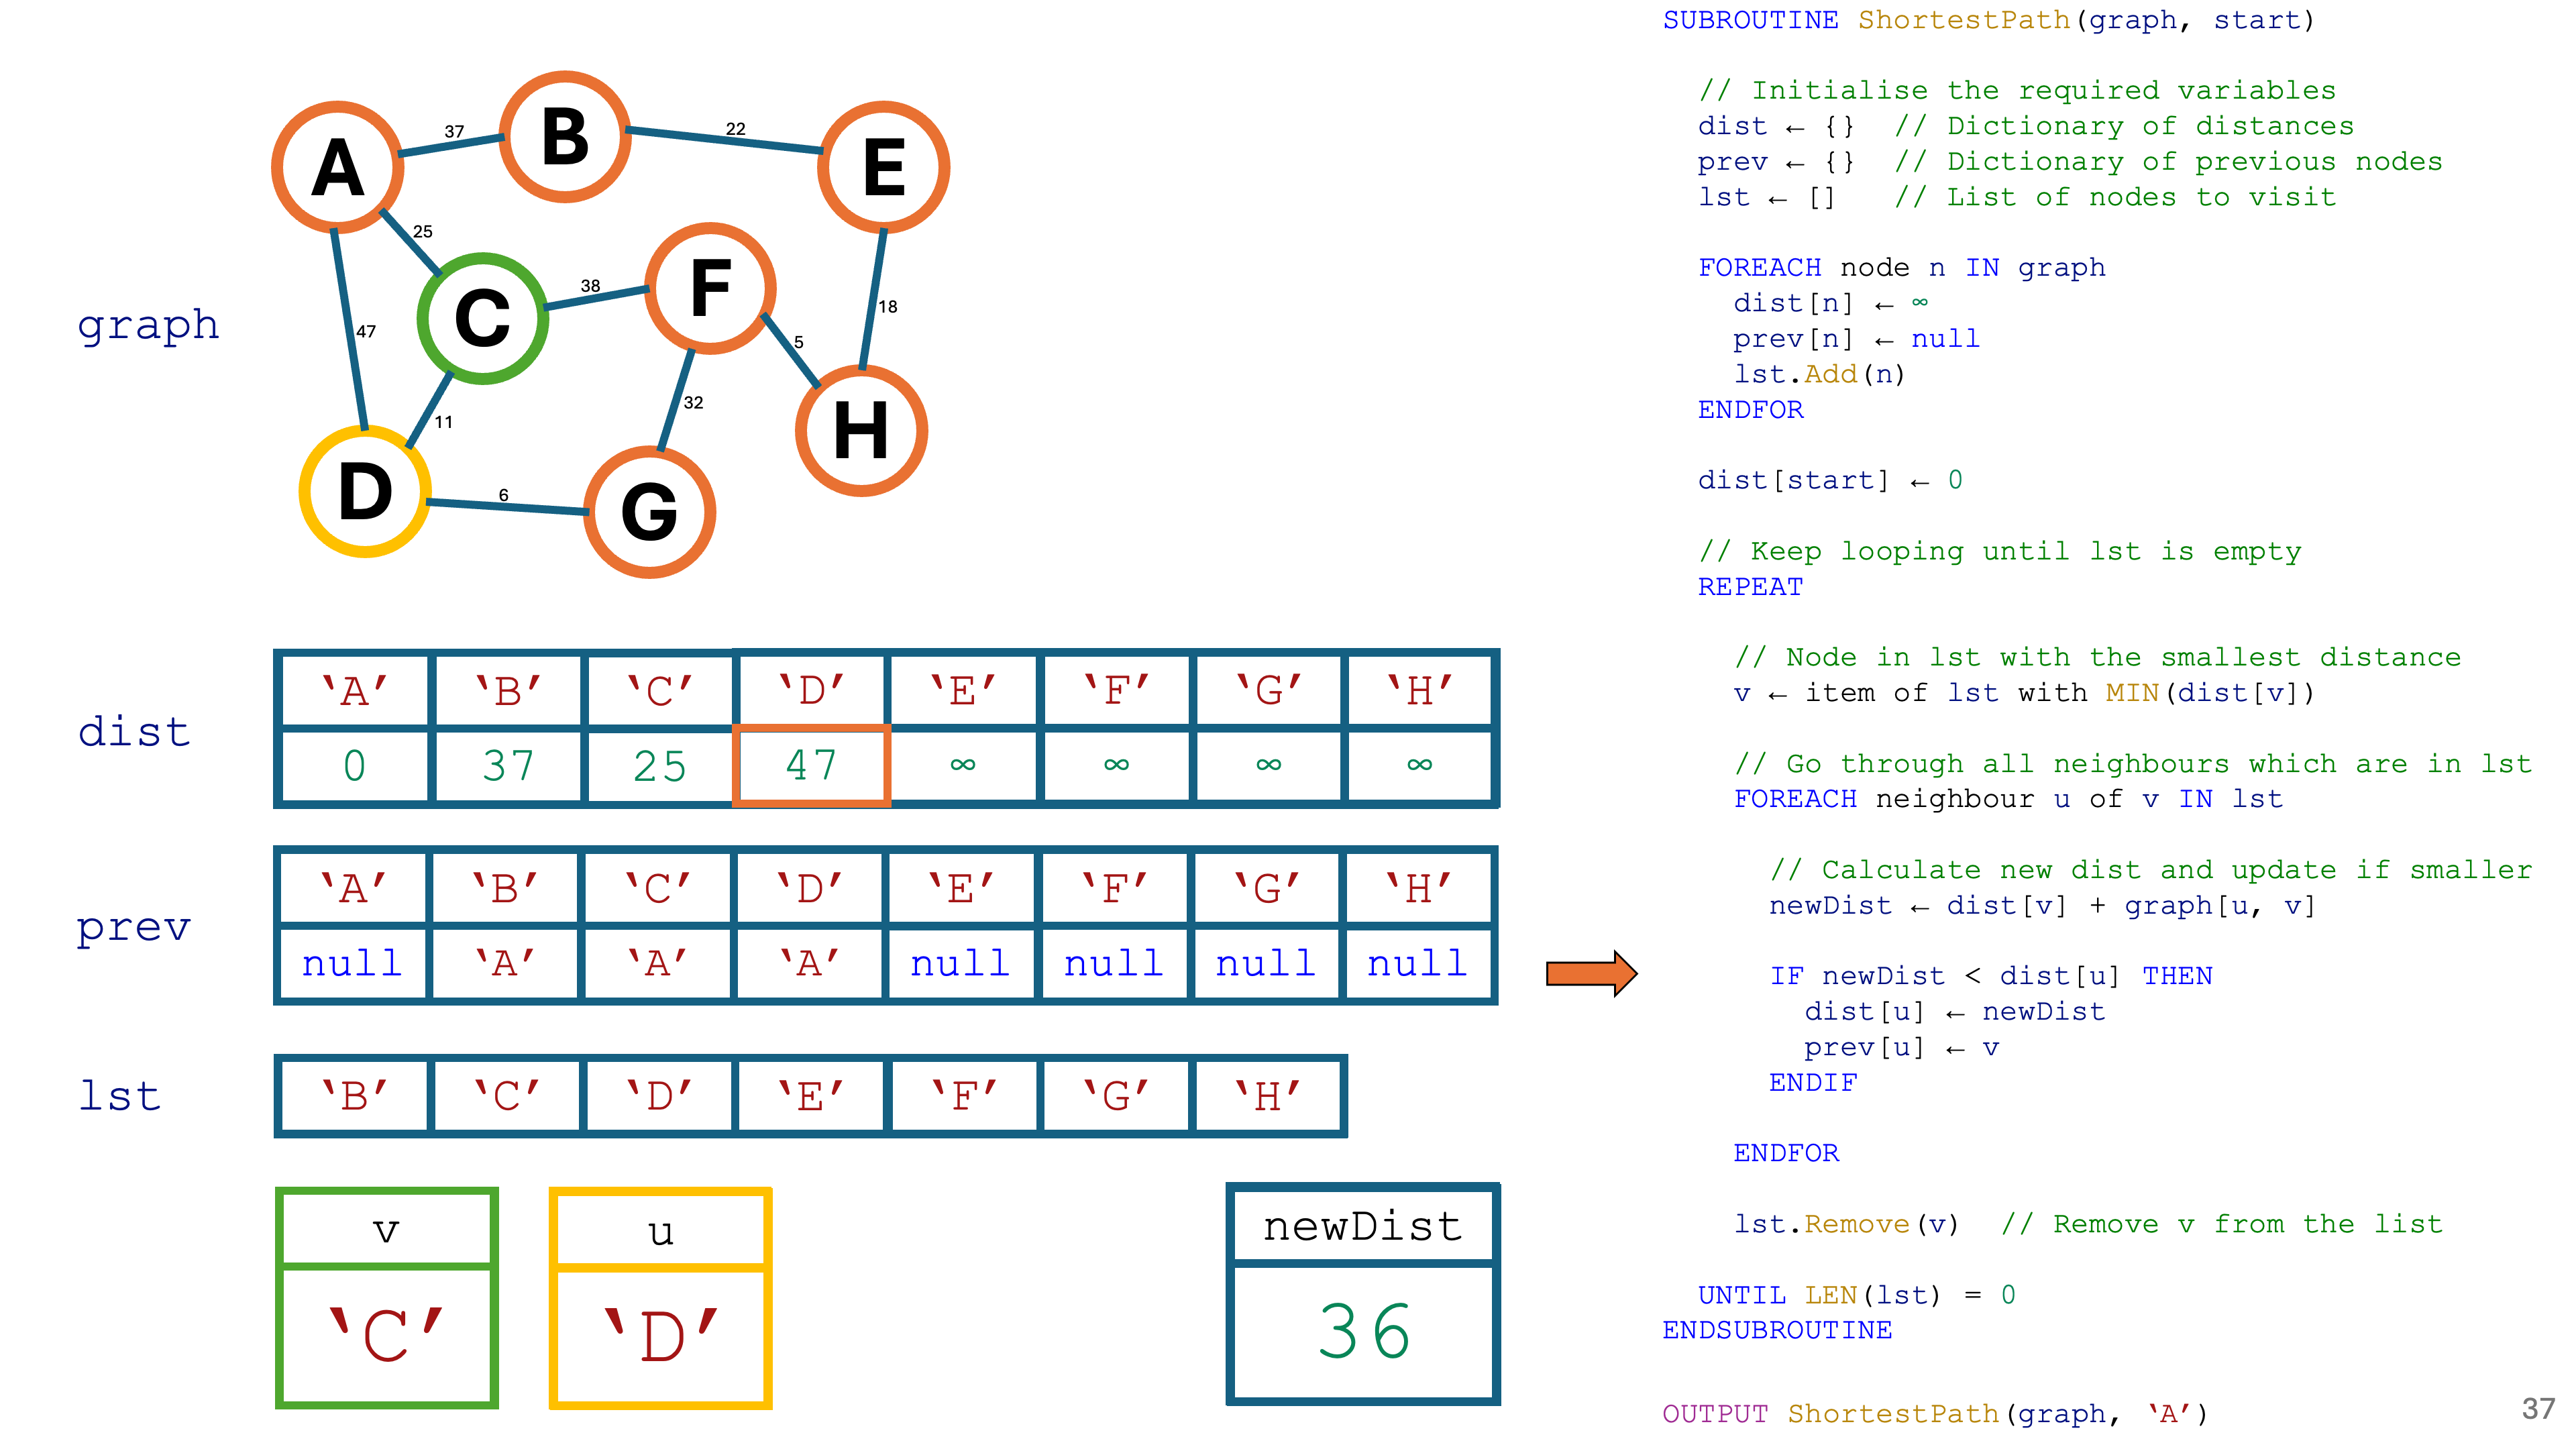 graph
A
B
E
C
F
D
G
H
37
22
25
38
47
5
18
11
32
6
dist
‘A’ ‘B’ ‘C’ ‘D’ ‘E’ ‘F’ ‘G’ ‘H’
0 37 25 47 ∞ ∞ ∞ ∞
prev
‘A’ ‘B’ ‘C’ ‘D’ ‘E’ ‘F’ ‘G’ ‘H’
null ‘A’ ‘A’ ‘A’ null null null null
lst
‘B’ ‘C’ ‘D’ ‘E’ ‘F’ ‘G’ ‘H’
v
‘C’
u
‘D’
newDist
36
SUBROUTINE ShortestPath(graph, start)
// Initialise the required variables
dist ← {} // Dictionary of distances
prev ← {} // Dictionary of previous nodes
lst ← [] // List of nodes to visit
FOREACH node n IN graph
dist[n] ← ∞
prev[n] ← null
lst.Add(n)
ENDFOR
dist[start] ← 0
// Keep looping until lst is empty
REPEAT
// Node in lst with the smallest distance
v ← item of lst with MIN(dist[v])
// Go through all neighbours which are in lst
FOREACH neighbour u of v IN lst
// Calculate new dist and update if smaller
newDist ← dist[v] + graph[u, v]
IF newDist < dist[u] THEN
dist[u] ← newDist
prev[u] ← v
ENDIF
ENDFOR
lst.Remove(v) // Remove v from the list
UNTIL LEN(lst) = 0
ENDSUBROUTINE
OUTPUT ShortestPath(graph, ‘A’)
37